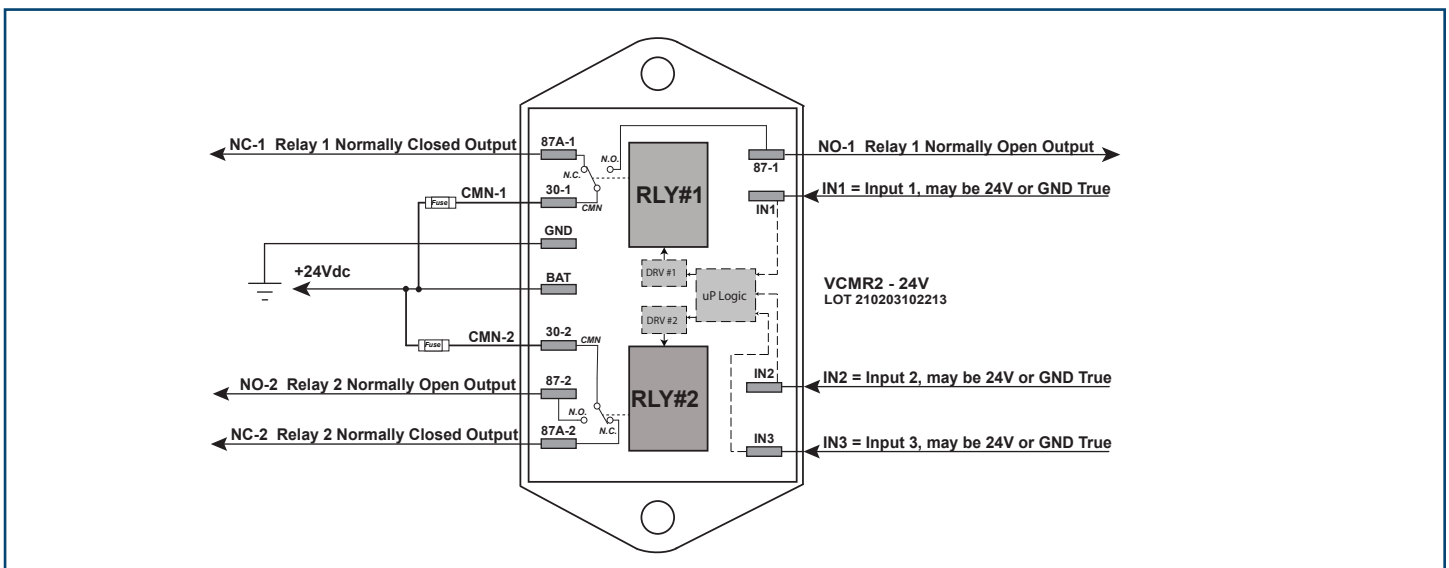 NC-1 Relay 1 Normally Closed Output
87A-1
N.O.
N.C.
CMN-1
Fuse
30-1
CMN
RLY#1
87-1
NO-1 Relay 1 Normally Open Output
IN1
IN1 = Input 1, may be 24V or GND True
GND
+24Vdc
BAT
DRV #1
uP Logic
DRV #2
VCMR2 - 24V
LOT 210203102213
Fuse
CMN-2
30-2
CMN
NO-2 Relay 2 Normally Open Output
87-2
N.O.
N.C.
RLY#2
NC-2 Relay 2 Normally Closed Output
87A-2
IN2
IN2 = Input 2, may be 24V or GND True
IN3
IN3 = Input 3, may be 24V or GND True